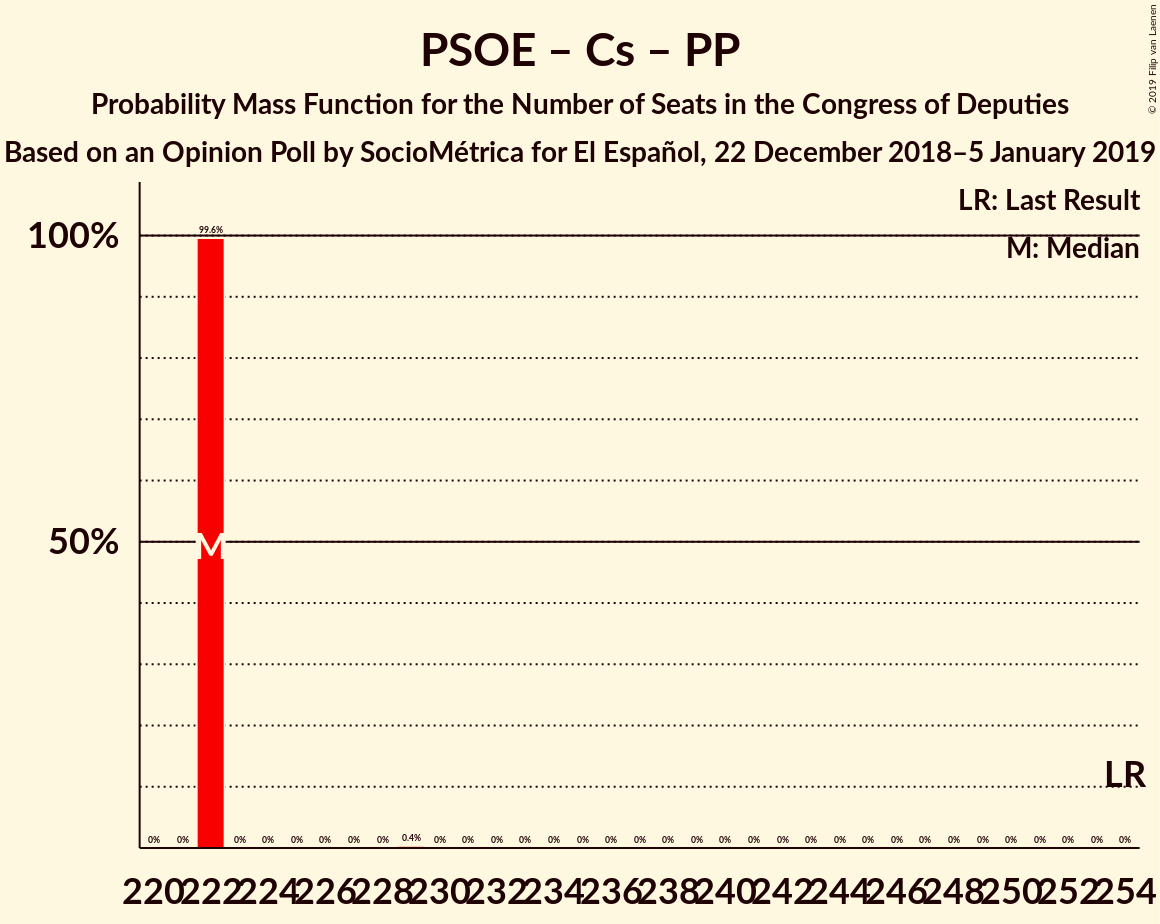 PSOE – Cs – PP
Probability Mass Function for the Number of Seats in the Congress of Deputies
Based on an Opinion Poll by SocioMétrica for El Español, 22 December 2018–5 January 2019
© 2019 Filip van Laenen
LR: Last Result
M: Median
100%
50%
99.6%
M
LR
0% 0% 0% 0% 0% 0% 0% 0% 0.4% 0% 0% 0% 0% 0% 0% 0% 0% 0% 0% 0% 0% 0% 0% 0% 0% 0% 0% 0% 0% 0% 0% 0% 0% 0%
220 222 224 226 228 230 232 234 236 238 240 242 244 246 248 250 252 254